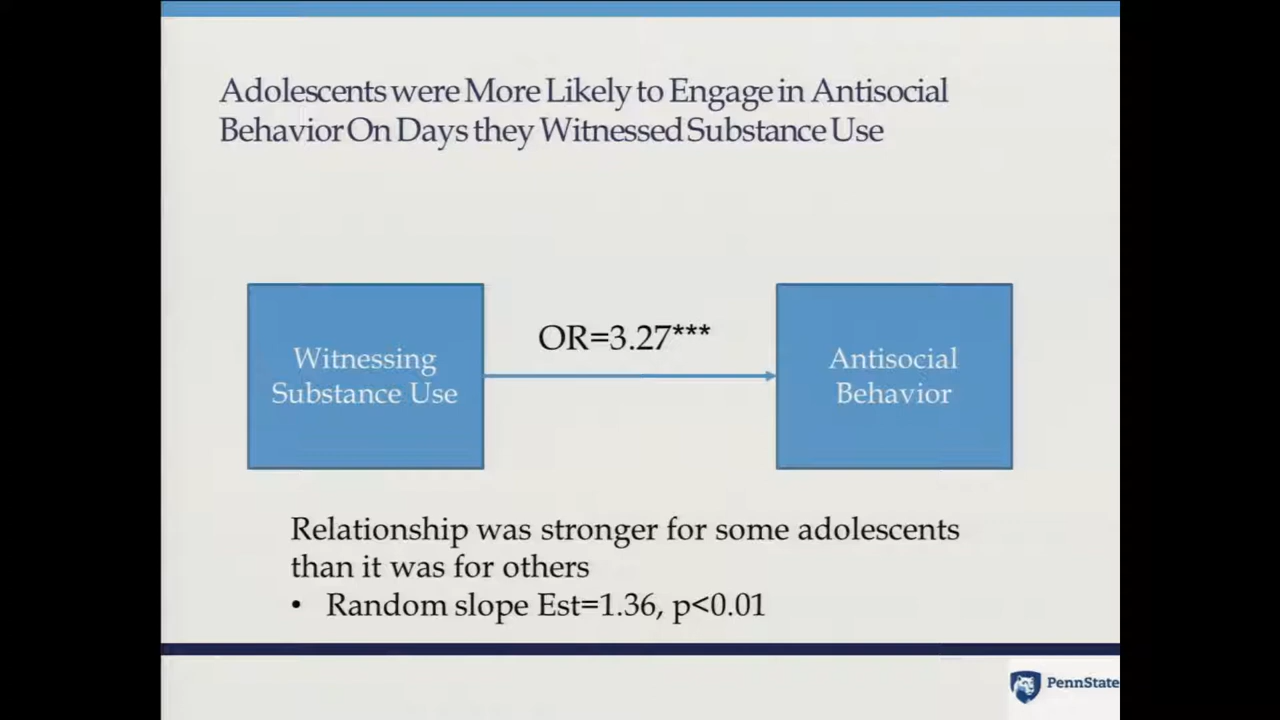 Adolescents were More Likely to Engage in Antisocial
Behavior On Days they Witnessed Substance Use
OR=3.27***
Witnessing
Substance Use
Antisocial
Behavior
Relationship was stronger for some adolescents
than it was for others
• Random slope Est=1.36, p<0.01
PennState